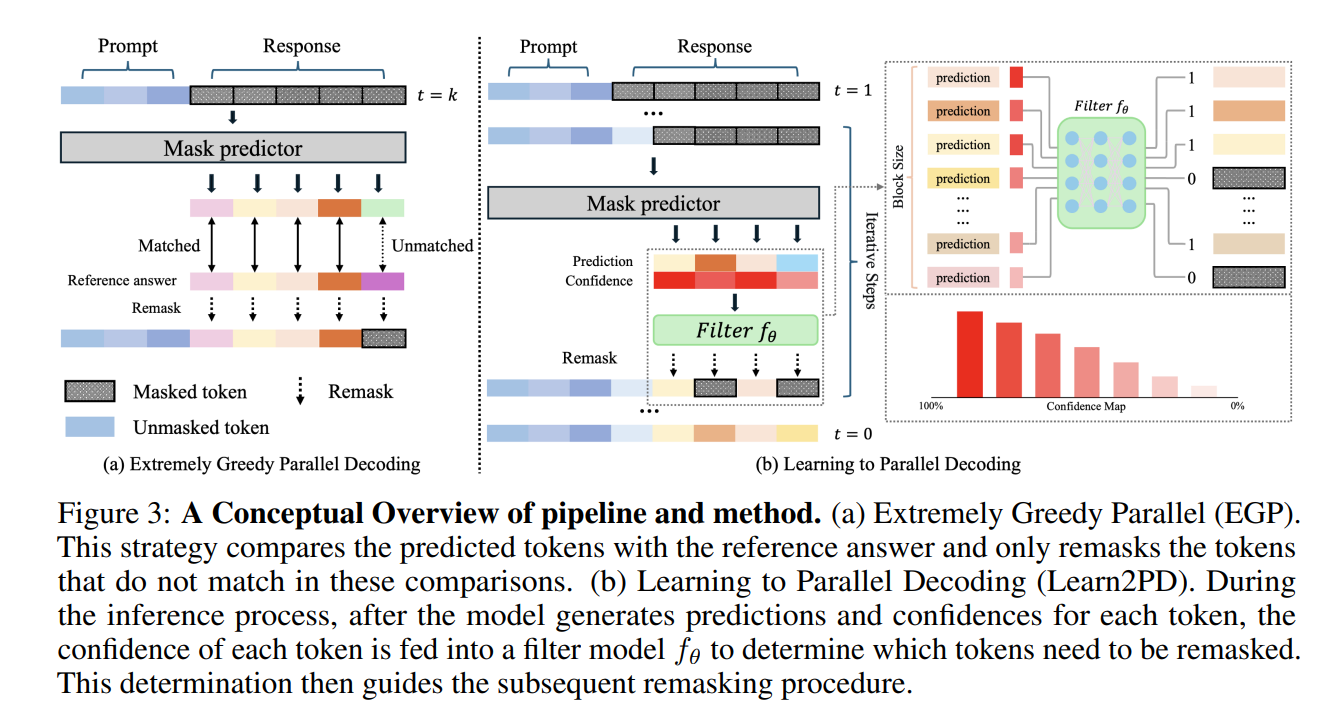 Prompt
Response
t = k
Mask predictor
Matched
Unmatched
Reference answer
Remask
Masked token
Remask
Unmasked token
(a) Extremely Greedy Parallel Decoding
Prompt
Response
t = 1
...
Mask predictor
Prediction
Confidence
Filter fθ
Remask
Iterative Steps
...
t = 0
(b) Learning to Parallel Decoding
Block Size
prediction
prediction
prediction
prediction
...
...
prediction
prediction
Filter fθ
1
1
1
0
...
...
1
0
100%
Confidence Map
0%
Figure 3: A Conceptual Overview of pipeline and method. (a) Extremely Greedy Parallel (EGP).
This strategy compares the predicted tokens with the reference answer and only remasks the tokens
that do not match in these comparisons. (b) Learning to Parallel Decoding (Learn2PD). During
the inference process, after the model generates predictions and confidences for each token, the
confidence of each token is fed into a filter model fθ to determine which tokens need to be remasked.
This determination then guides the subsequent remasking procedure.